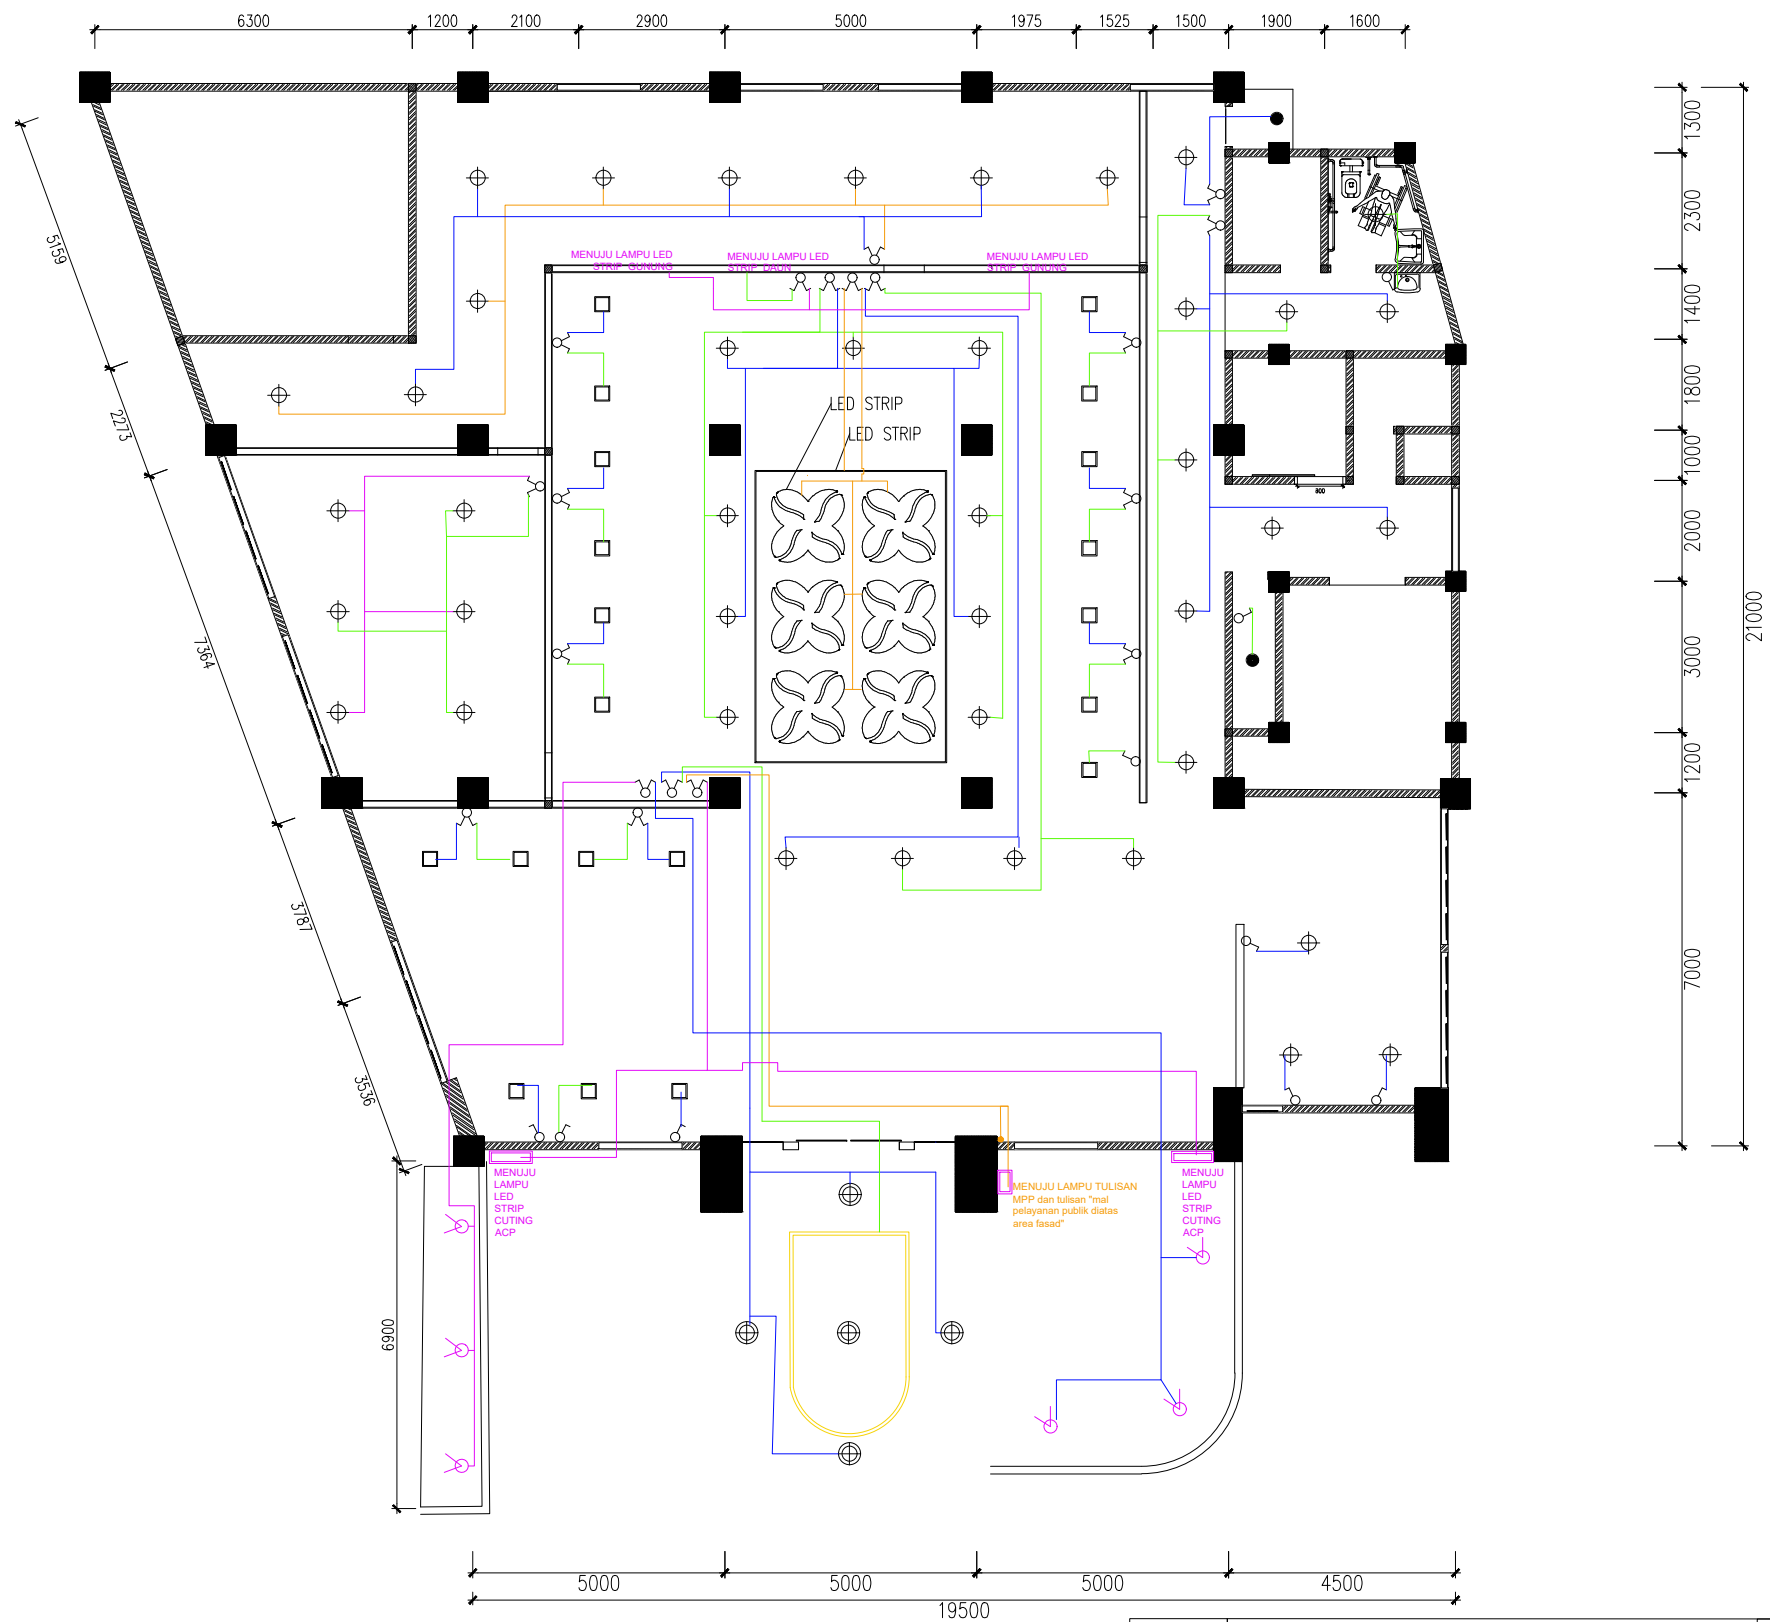 6300 1200 2100 2900 5000 1975 1525 1500 1900 1600
1300
2300
1400
1800
1000
2000
3000
1200
7000
21000
5159
2273
7364
3787
3536
6900
MENUJU LAMPU LED
STRIP GUNUNG
MENUJU LAMPU LED
STRIP DAUN
MENUJU LAMPU LED
STRIP GUNUNG
LED STRIP
LED STRIP
800
MENUJU
LAMPU
LED
STRIP
CUTING
ACP
MENUJU LAMPU TULISAN
MPP dan tulisan "mal
pelayanan publik diatas
area fasad"
MENUJU
LAMPU
LED
STRIP
CUTING
ACP
5000 5000 5000 4500
19500